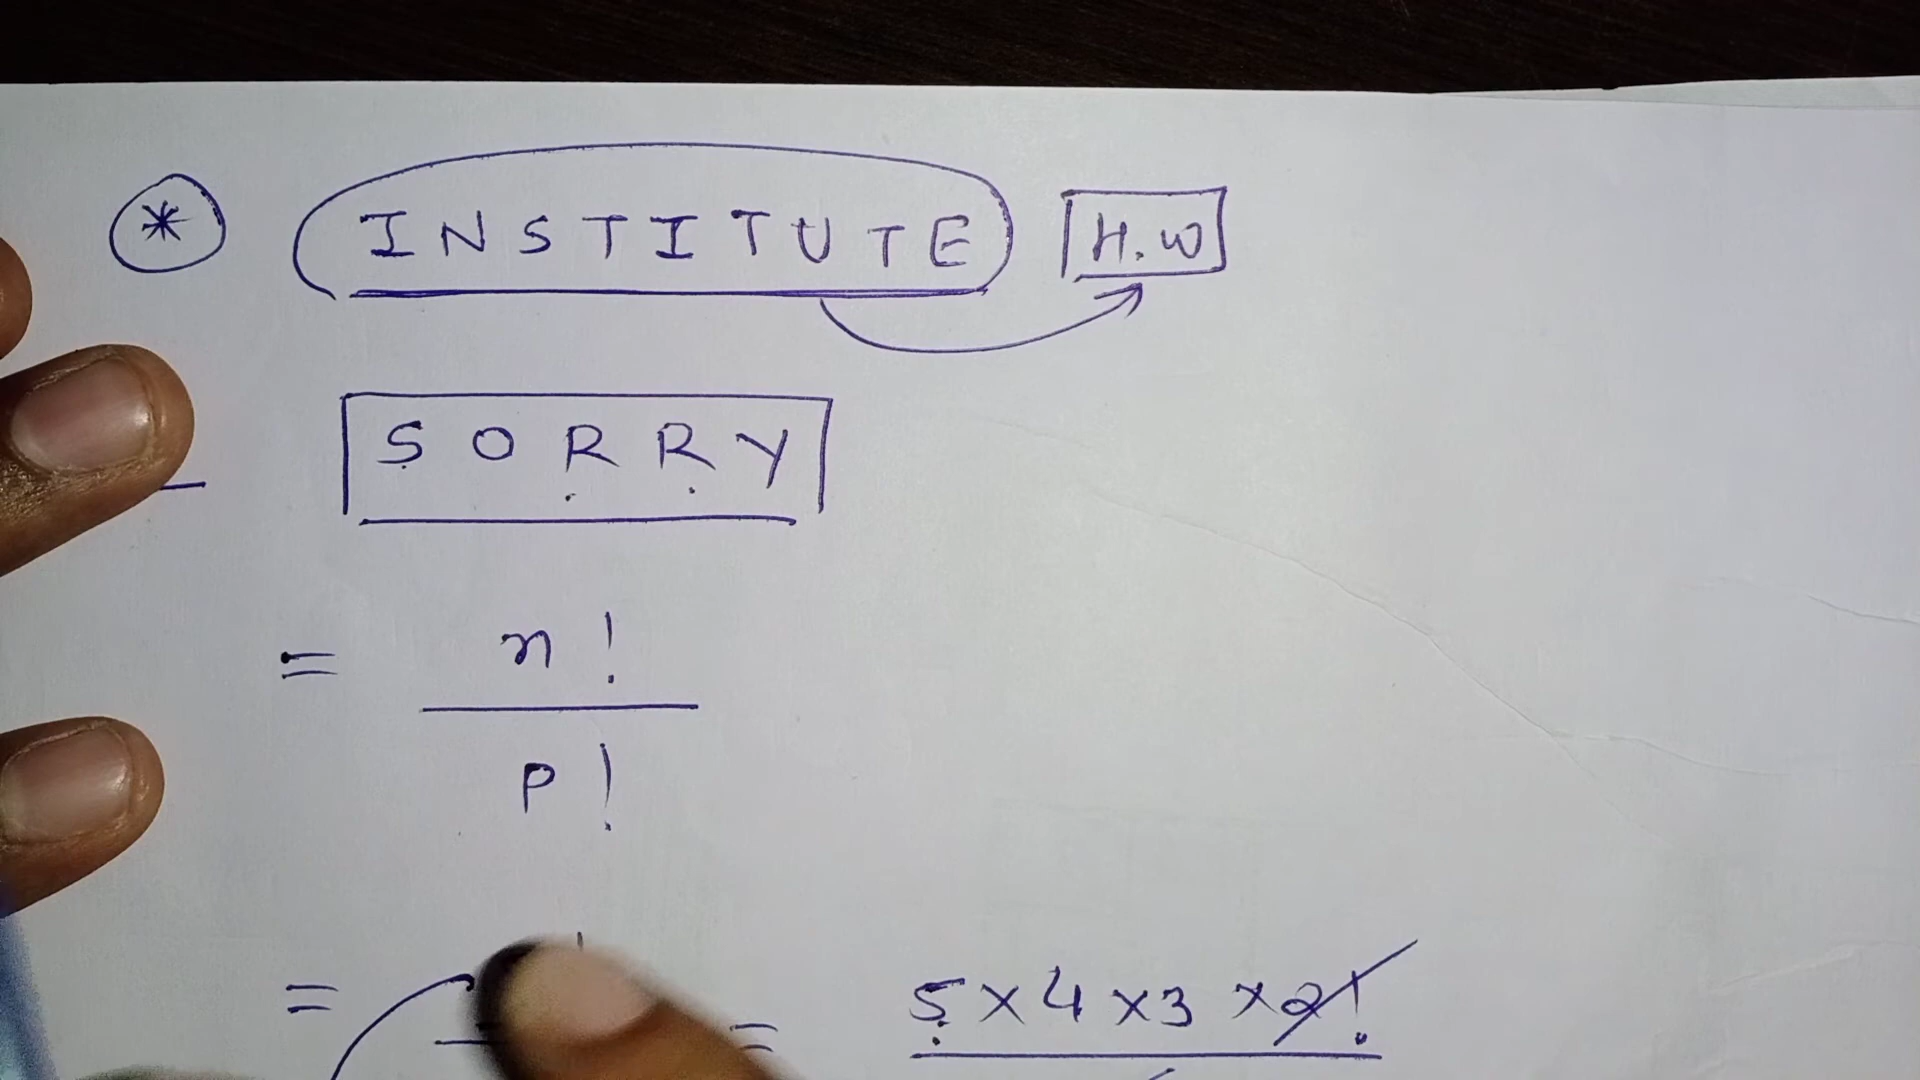 * INSTITUTE H.W
SORRY
= n!
p!
= = 5×4×3×2!